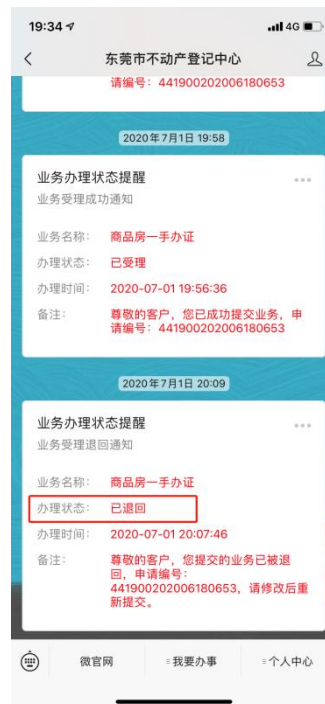 19:34
4G
东莞市不动产登记中心
请编号：441900202006180653
2020年7月1日 19:58
业务办理状态提醒
业务受理成功通知
业务名称： 商品房一手办证
办理状态： 已受理
办理时间： 2020-07-01 19:56:36
备注： 尊敬的客户，您已成功提交业务，申
请编号：441900202006180653
2020年7月1日 20:09
业务办理状态提醒
业务受理退回通知
业务名称： 商品房一手办证
办理状态： 已退回
办理时间： 2020-07-01 20:07:46
备注： 尊敬的客户，您提交的业务已被退
回，申请编号：
441900202006180653，请修改后重
新提交。
微官网 我要办事 个人中心